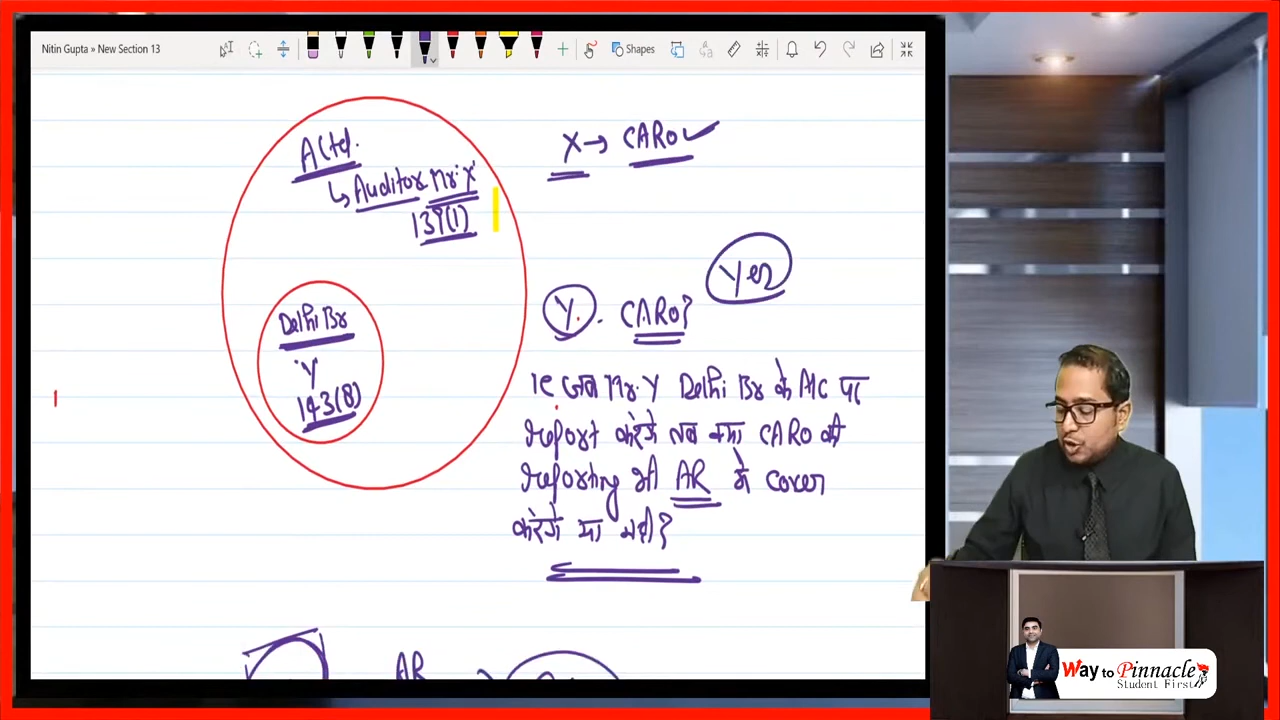 Nitin Gupta » New Section 13
Shapes
A Ltd.
↳ Auditor Mr. 'X'
139(1)
X → CARO ✓
Delhi Br
Y
143(8)
Y. CARO?
Yes
ie जब Mr. Y Delhi Br के A/C पर
report करेंगे तब क्या CARO की
reporting भी AR में cover
करेंगे या नहीं?
AR
Way to Pinnacle
Student First